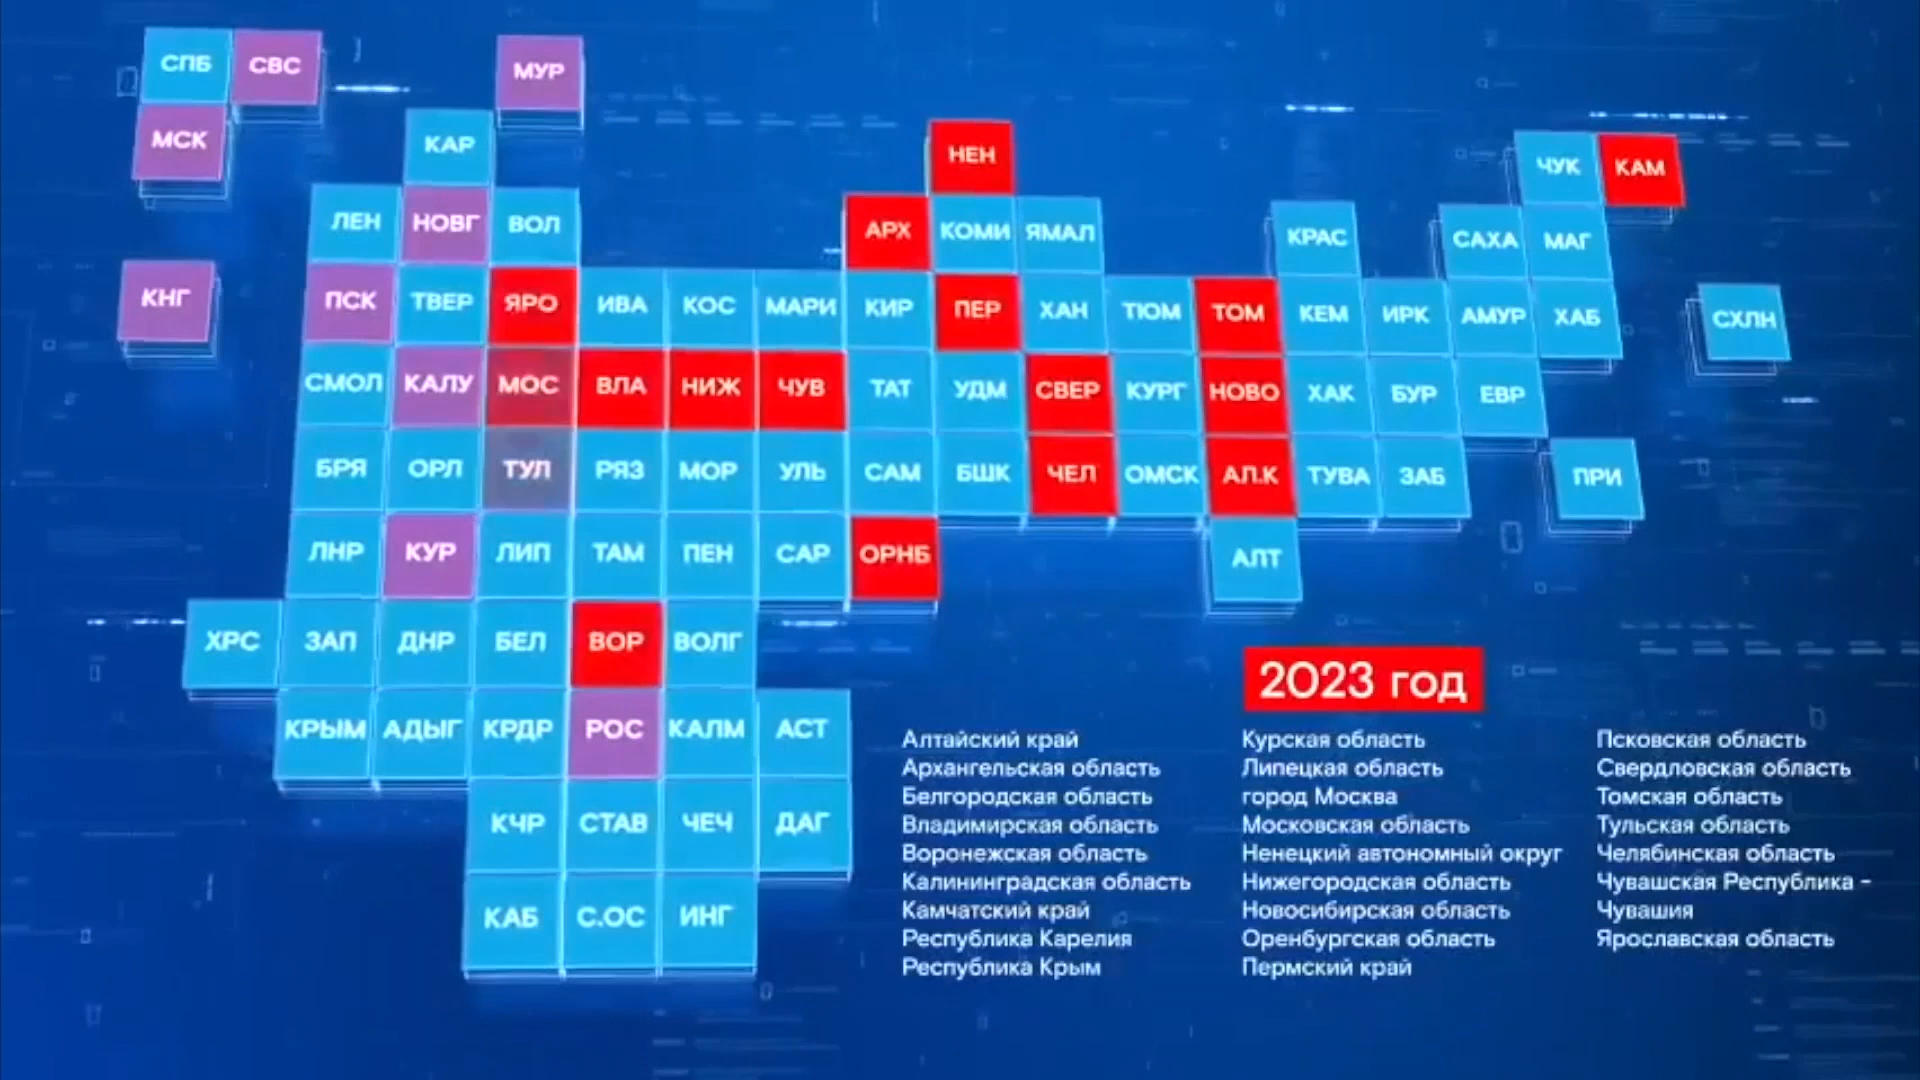 СПБ СВС МУР
МСК КАР НЕН ЧУК КАМ
ЛЕН НОВГ ВОЛ АРХ КОМИ ЯМАЛ КРАС САХА МАГ
КНГ ПСК ТВЕР ЯРО ИВА КОС МАРИ КИР ПЕР ХАН ТЮМ ТОМ КЕМ ИРК АМУР ХАБ СХЛН
СМОЛ КАЛУ МОС ВЛА НИЖ ЧУВ ТАТ УДМ СВЕР КУРГ НОВО ХАК БУР ЕВР
БРЯ ОРЛ ТУЛ РЯЗ МОР УЛЬ САМ БШК ЧЕЛ ОМСК АЛ.К ТУВА ЗАБ ПРИ
ЛНР КУР ЛИП ТАМ ПЕН САР ОРНБ АЛТ
ХРС ЗАП ДНР БЕЛ ВОР ВОЛГ
КРЫМ АДЫГ КРДР РОС КАЛМ АСТ
КЧР СТАВ ЧЕЧ ДАГ
КАБ С.ОС ИНГ
2023 год
Алтайский край
Архангельская область
Белгородская область
Владимирская область
Воронежская область
Калининградская область
Камчатский край
Республика Карелия
Республика Крым
Курская область
Липецкая область
город Москва
Московская область
Ненецкий автономный округ
Нижегородская область
Новосибирская область
Оренбургская область
Пермский край
Псковская область
Свердловская область
Томская область
Тульская область
Челябинская область
Чувашская Республика -
Чувашия
Ярославская область